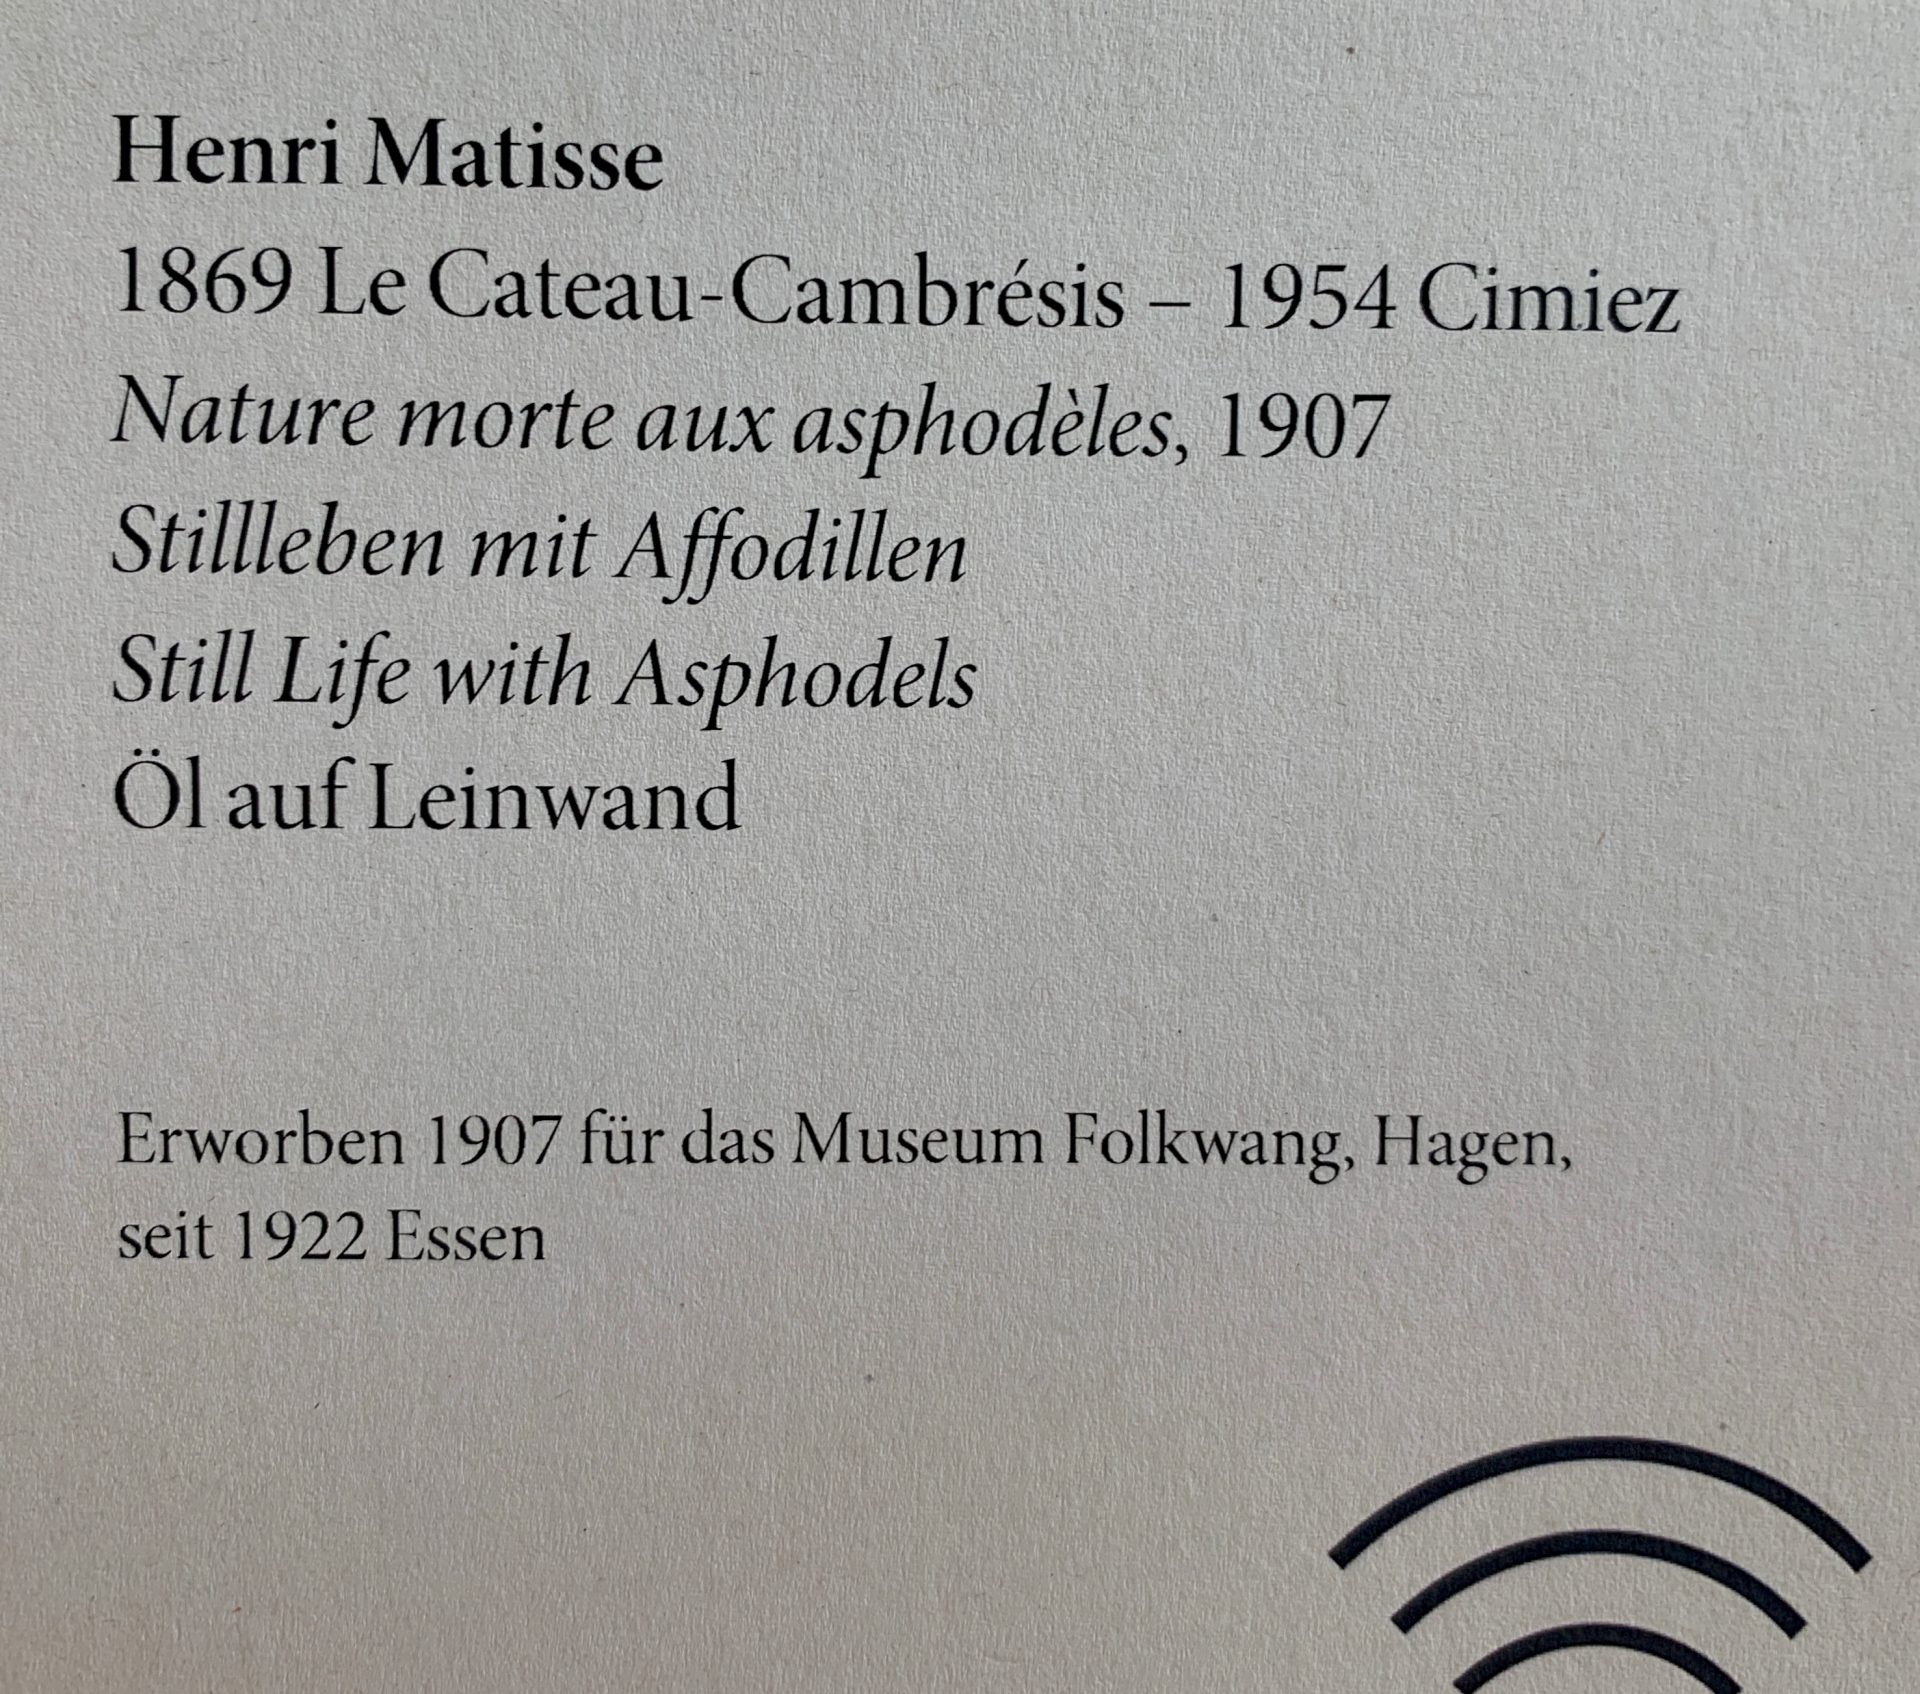 Henri Matisse
1869 Le Cateau-Cambrésis – 1954 Cimiez
Nature morte aux asphodèles, 1907
Stillleben mit Affodillen
Still Life with Asphodels
Öl auf Leinwand
Erworben 1907 für das Museum Folkwang, Hagen,
seit 1922 Essen